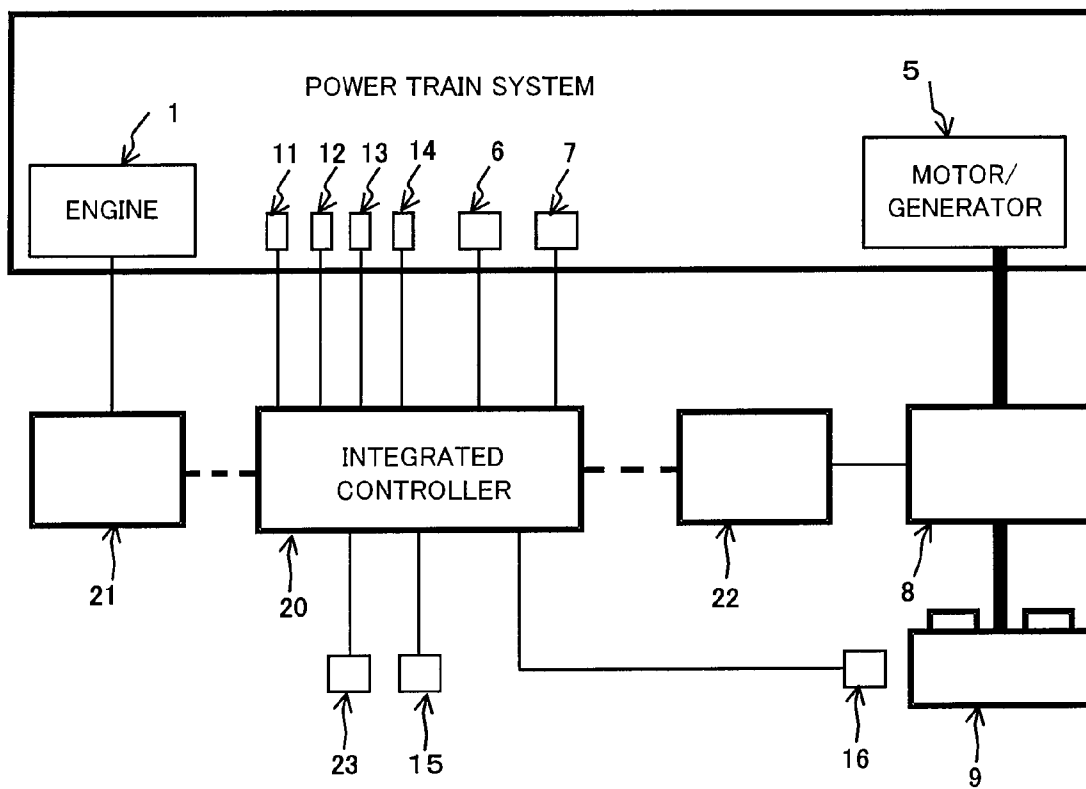 POWER TRAIN SYSTEM
1
5
11 12 13 14 6 7
ENGINE
MOTOR/
GENERATOR
INTEGRATED
CONTROLLER
21
20
22
8
23
15
16
9